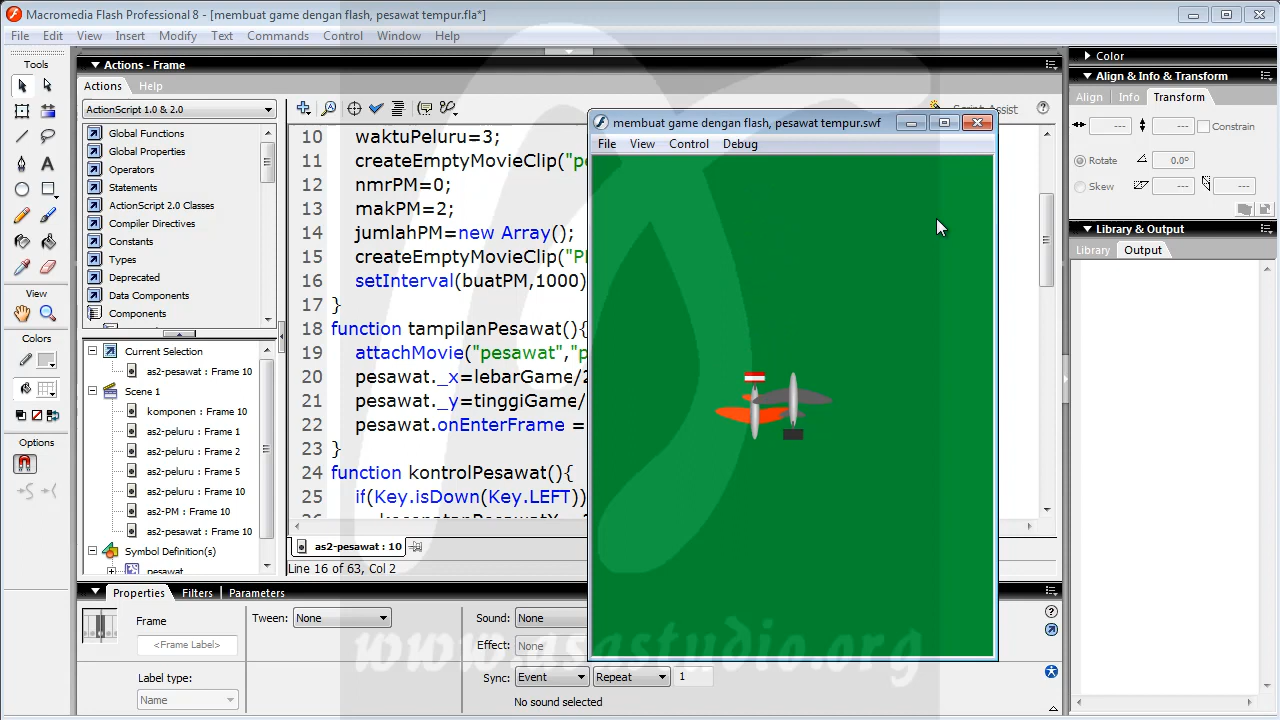 Macromedia Flash Professional 8 - [membuat game dengan flash, pesawat tempur.fla*]
File Edit View Insert Modify Text Commands Control Window Help
Tools
View
Colors
Options
Actions - Frame
Actions Help
ActionScript 1.0 & 2.0
Global Functions
Global Properties
Operators
Statements
ActionScript 2.0 Classes
Compiler Directives
Constants
Types
Deprecated
Data Components
Components
Current Selection
as2-pesawat : Frame 10
Scene 1
komponen : Frame 10
as2-peluru : Frame 1
as2-peluru : Frame 2
as2-peluru : Frame 5
as2-peluru : Frame 10
as2-PM : Frame 10
as2-pesawat : Frame 10
Symbol Definition(s)
pesawat
Script Assist
10 waktuPeluru=3;
11 createEmptyMovieClip("pe
12 nmrPM=0;
13 makPM=2;
14 jumlahPM=new Array();
15 createEmptyMovieClip("P
16 setInterval(buatPM,1000)
17 }
18 function tampilanPesawat(){
19 attachMovie("pesawat","p
20 pesawat._x=lebarGame/2
21 pesawat._y=tinggiGame/
22 pesawat.onEnterFrame =
23 }
24 function kontrolPesawat(){
25 if(Key.isDown(Key.LEFT))
as2-pesawat : 10
Line 16 of 63, Col 2
membuat game dengan flash, pesawat tempur.swf
File View Control Debug
Properties Filters Parameters
Frame
<Frame Label>
Label type:
Name
Tween: None
Sound: None
Effect: None
Sync: Event Repeat 1
No sound selected
Color
Align & Info & Transform
Align Info Transform
--- --- Constrain
Rotate 0.0°
Skew --- ---
Library & Output
Library Output
www.asastudio.org